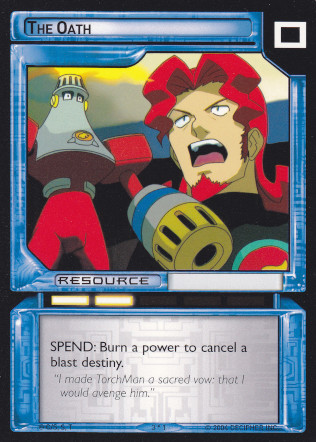 THE OATH
RESOURCE
SPEND: Burn a power to cancel a
blast destiny.
"I made TorchMan a sacred vow: that I
would avenge him."
© 2004 DECIPHER INC.